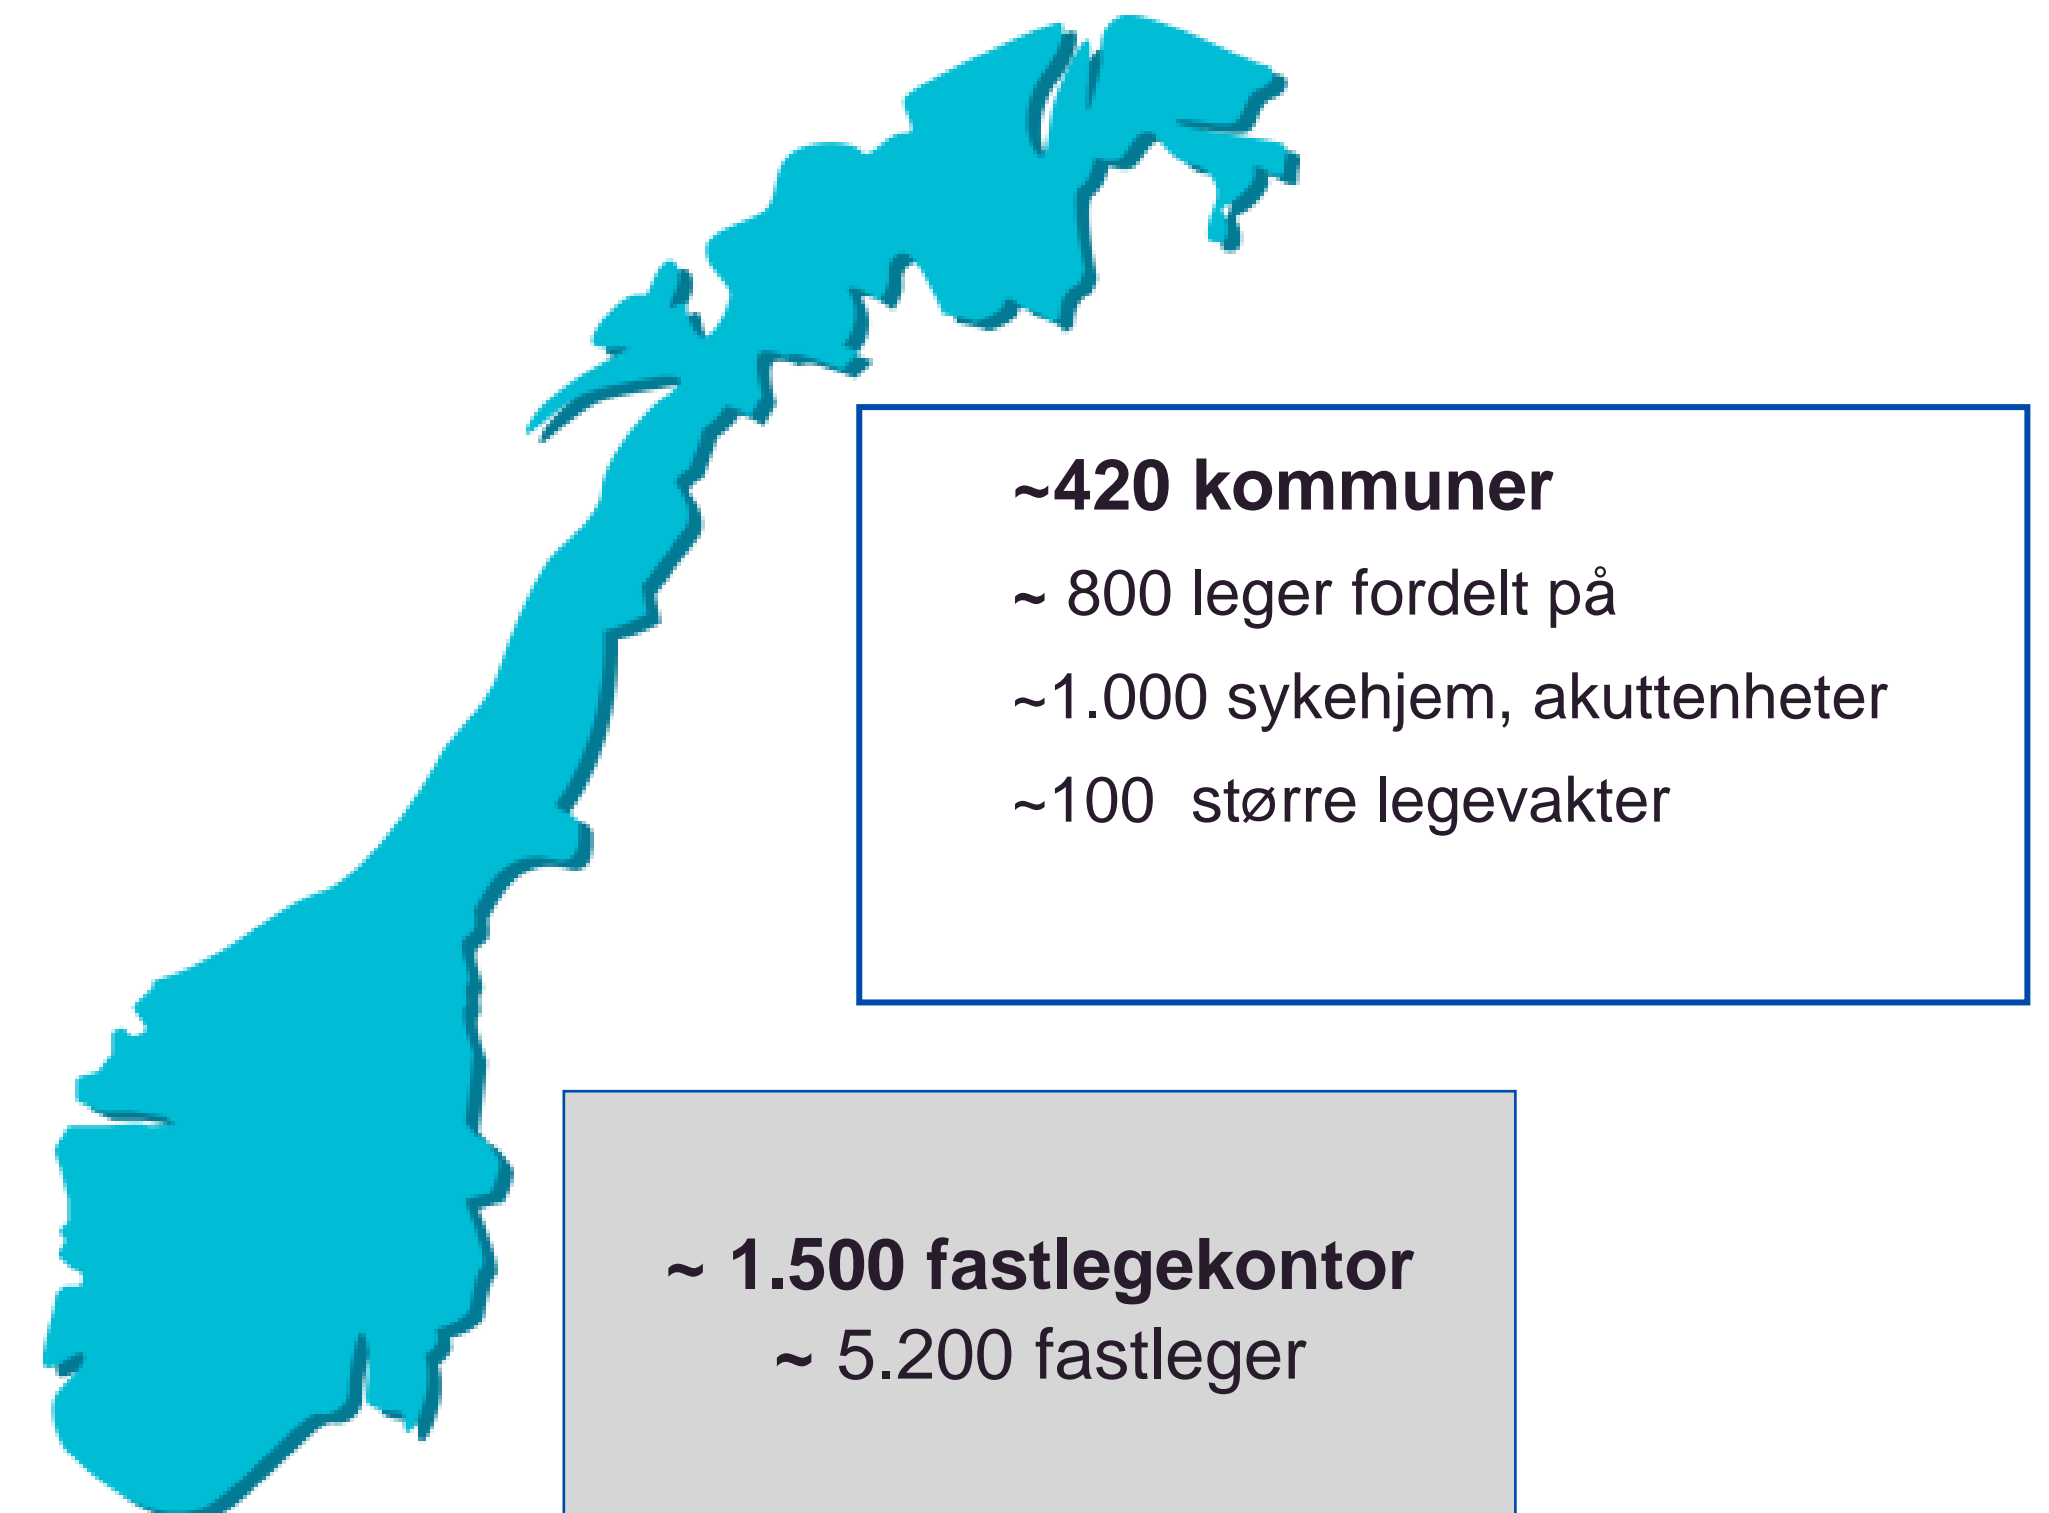 ~420 kommuner
~ 800 leger fordelt på
~1.000 sykehjem, akuttenheter
~100  større legevakter
~ 1.500 fastlegekontor
~ 5.200 fastleger